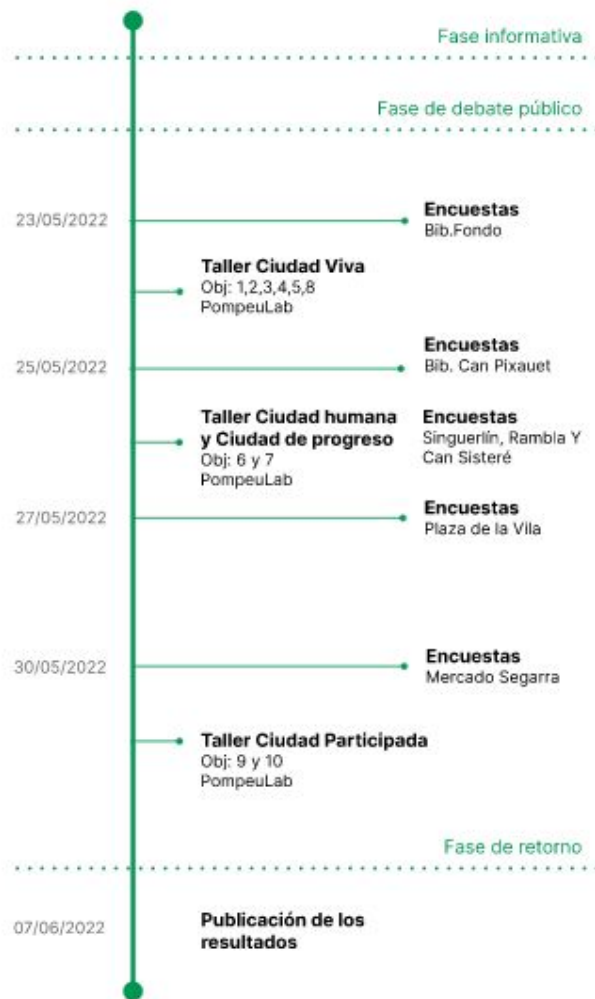 Fase informativa
Fase de debate público
23/05/2022
Encuestas
Bib.Fondo
Taller Ciudad Viva
Obj: 1,2,3,4,5,8
PompeuLab
25/05/2022
Encuestas
Bib. Can Pixauet
Taller Ciudad humana
y Ciudad de progreso
Obj: 6 y 7
PompeuLab
Encuestas
Singuerlín, Rambla Y
Can Sisteré
27/05/2022
Encuestas
Plaza de la Vila
30/05/2022
Encuestas
Mercado Segarra
Taller Ciudad Participada
Obj: 9 y 10
PompeuLab
Fase de retorno
07/06/2022
Publicación de los
resultados